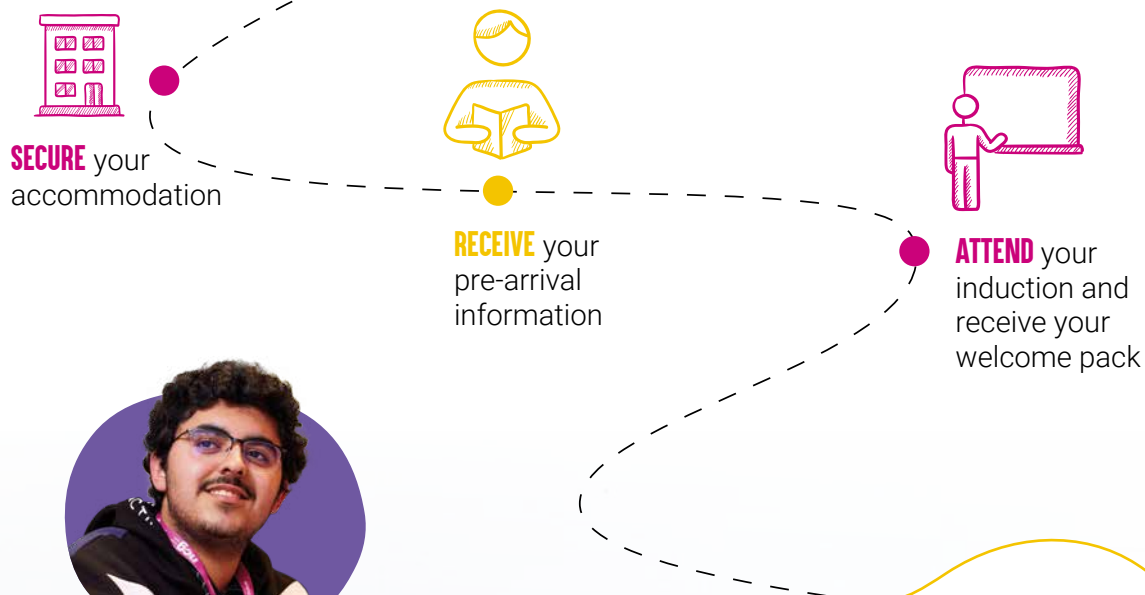 SECURE your
accommodation
RECEIVE your
pre-arrival
information
ATTEND your
induction and
receive your
welcome pack